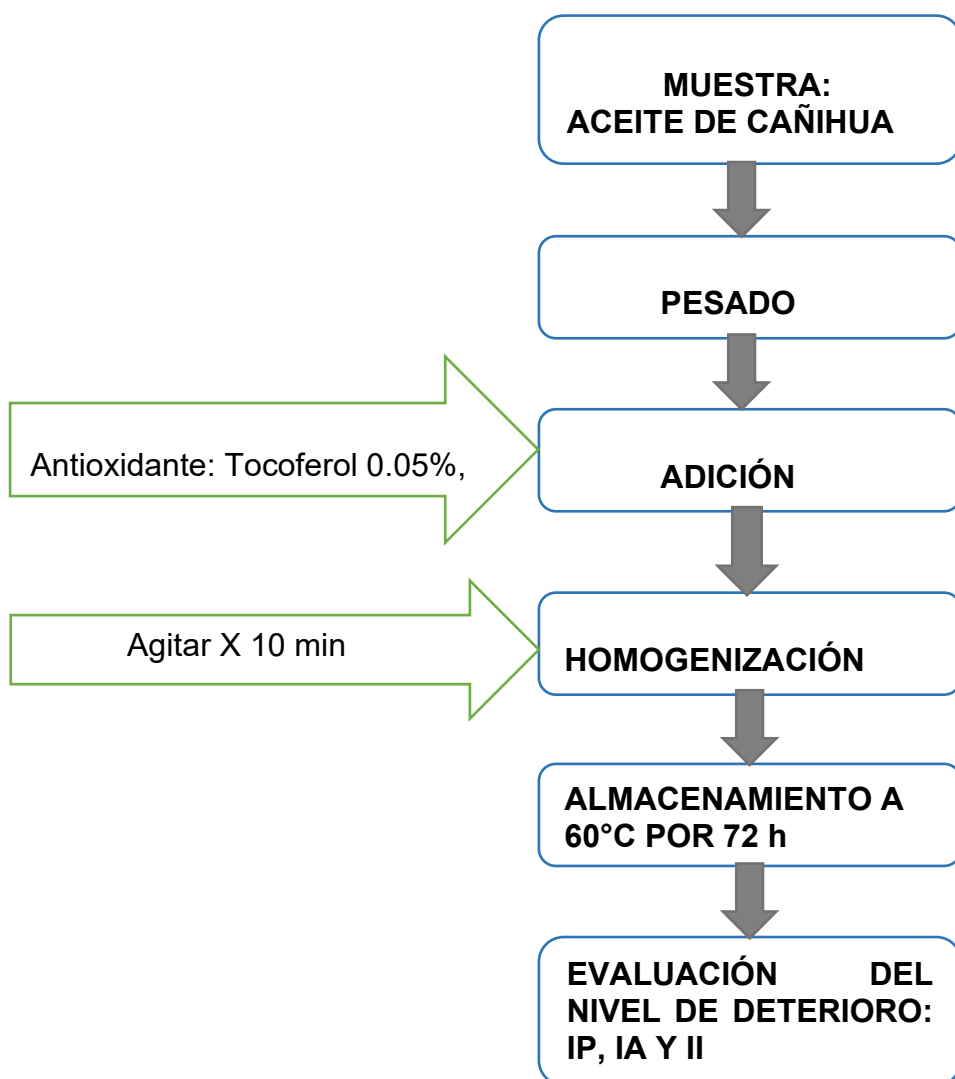 MUESTRA:
ACEITE DE CAÑIHUA
PESADO
Antioxidante: Tocoferol 0.05%,
ADICIÓN
Agitar X 10 min
HOMOGENIZACIÓN
ALMACENAMIENTO A
60°C POR 72 h
EVALUACIÓN DEL
NIVEL DE DETERIORO:
IP, IA Y II